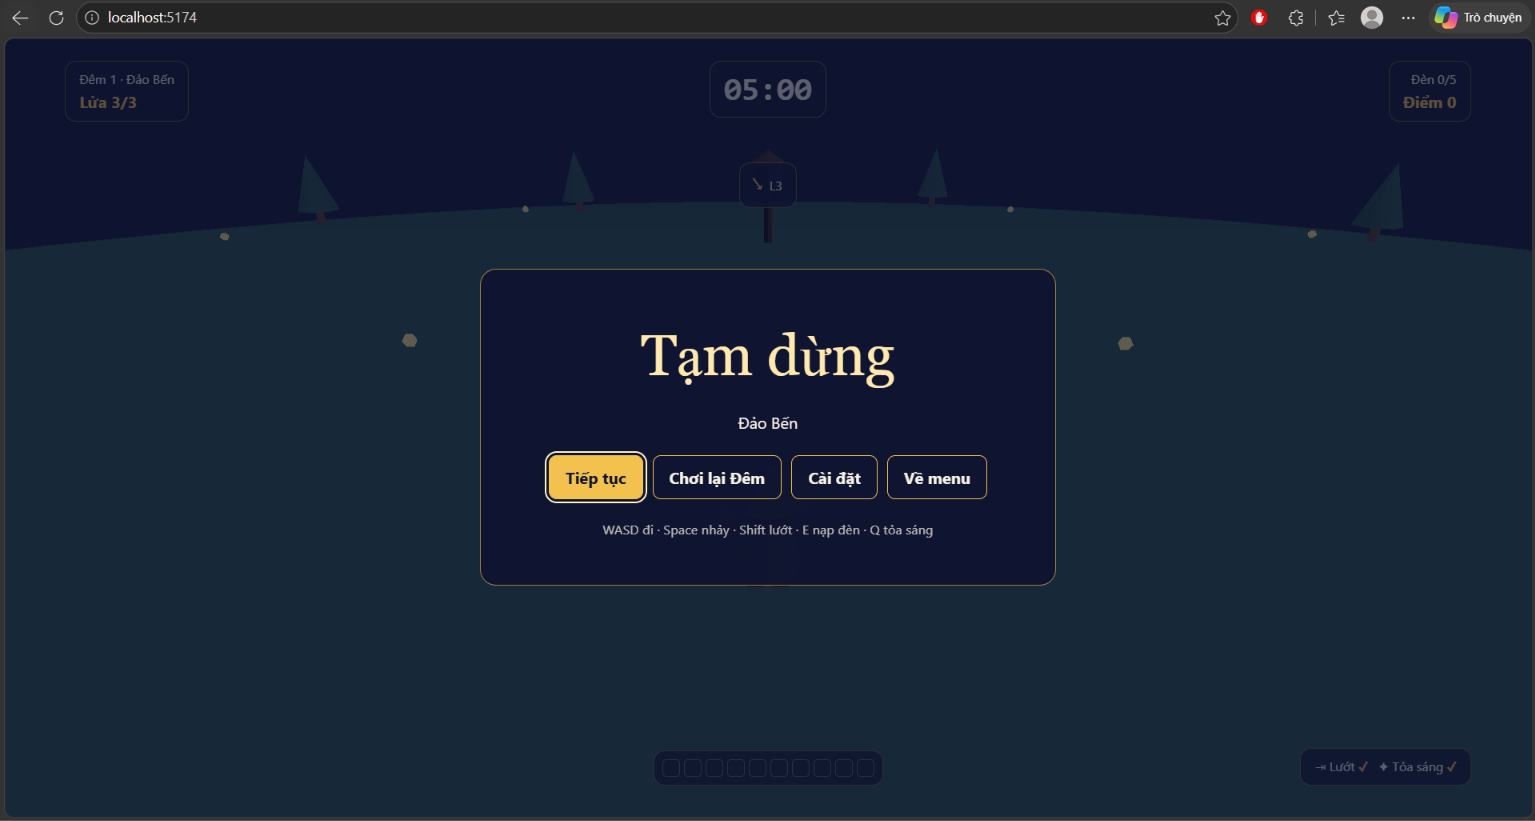 localhost:5174
Trò chuyện
Đêm 1 · Đảo Bến
Lửa 3/3
05:00
Đèn 0/5
Điểm 0
↘ L3
Tạm dừng
Đảo Bến
Tiếp tục
Chơi lại Đêm
Cài đặt
Về menu
WASD đi · Space nhảy · Shift lướt · E nạp đèn · Q tỏa sáng
⇥ Lướt ✓ ✦ Tỏa sáng ✓